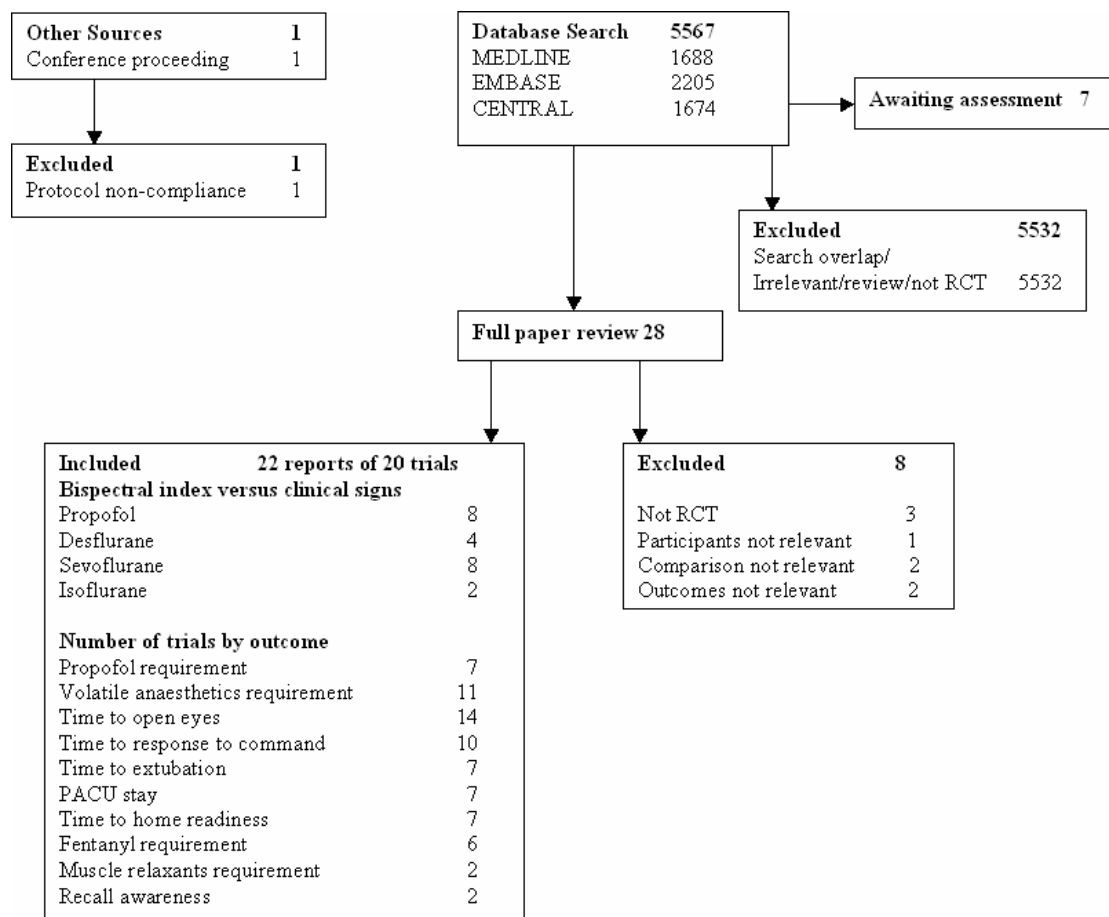 Other Sources 1
Conference proceeding 1
Excluded 1
Protocol non-compliance 1
Database Search 5567
MEDLINE 1688
EMBASE 2205
CENTRAL 1674
Awaiting assessment 7
Excluded 5532
Search overlap/
Irrelevant/review/not RCT 5532
Full paper review 28
Included 22 reports of 20 trials
Bispectral index versus clinical signs
Propofol 8
Desflurane 4
Sevoflurane 8
Isoflurane 2
Number of trials by outcome
Propofol requirement 7
Volatile anaesthetics requirement 11
Time to open eyes 14
Time to response to command 10
Time to extubation 7
PACU stay 7
Time to home readiness 7
Fentanyl requirement 6
Muscle relaxants requirement 2
Recall awareness 2
Excluded 8
Not RCT 3
Participants not relevant 1
Comparison not relevant 2
Outcomes not relevant 2